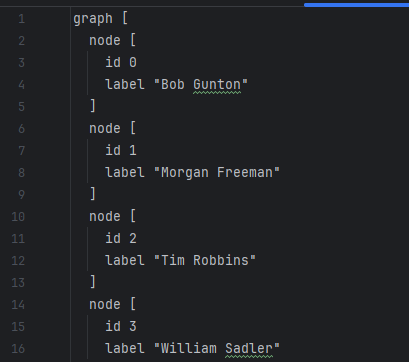 1 graph [
2 node [
3 id 0
4 label "Bob Gunton"
5 ]
6 node [
7 id 1
8 label "Morgan Freeman"
9 ]
10 node [
11 id 2
12 label "Tim Robbins"
13 ]
14 node [
15 id 3
16 label "William Sadler"